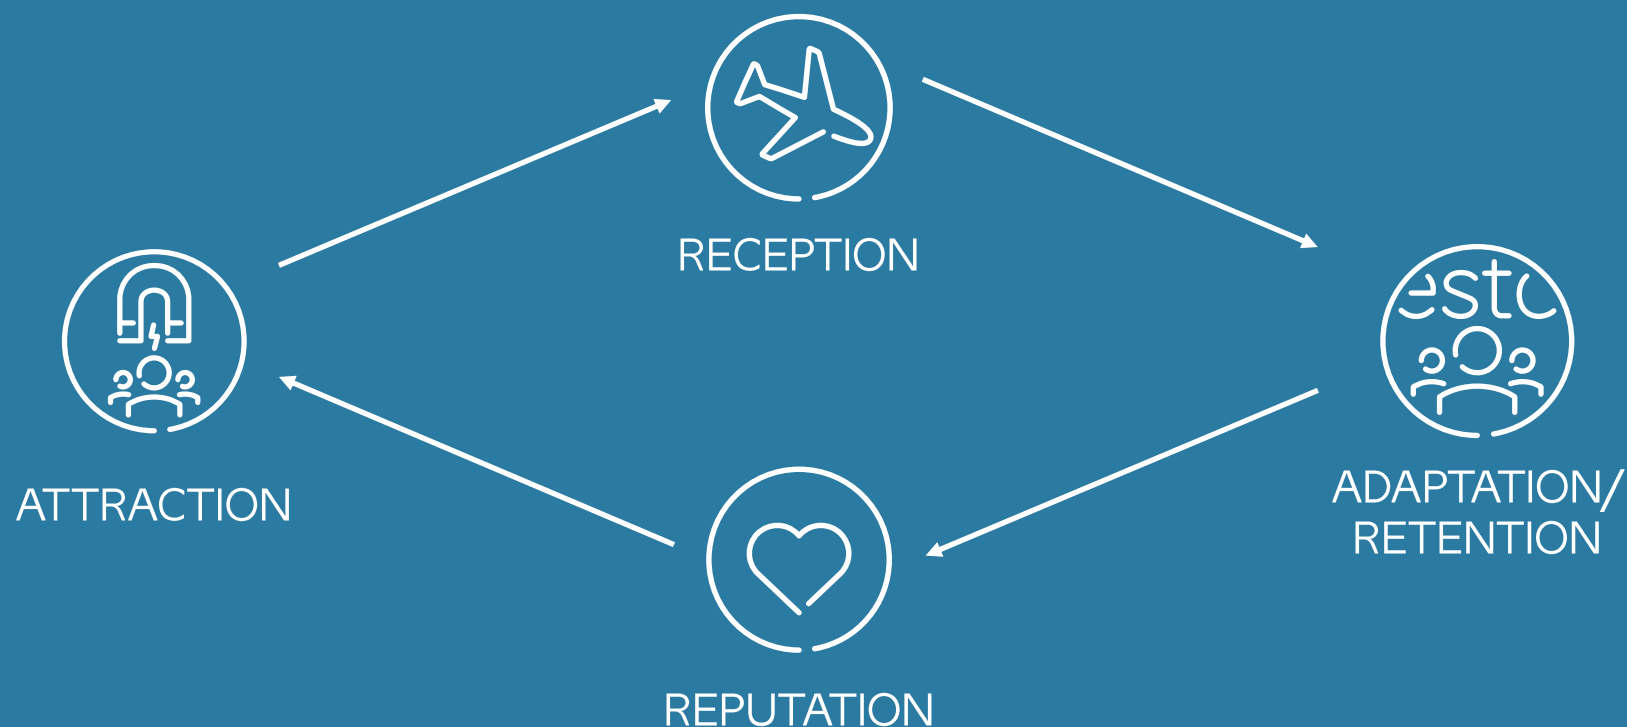 RECEPTION
esto
ATTRACTION
ADAPTATION/
RETENTION
REPUTATION